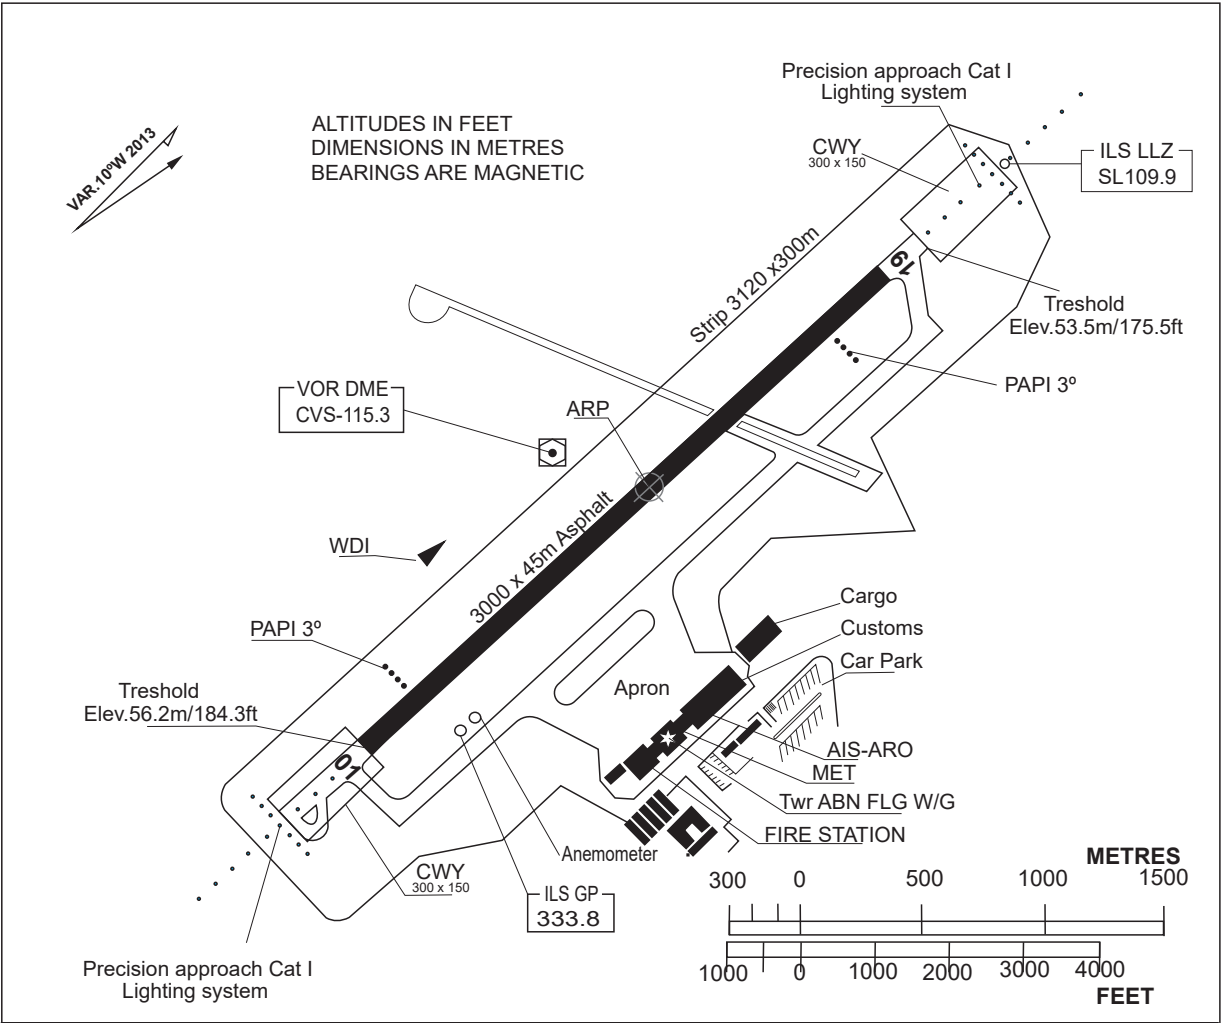 Precision approach Cat I
Lighting system
ALTITUDES IN FEET
DIMENSIONS IN METRES
BEARINGS ARE MAGNETIC
VAR.10ºW 2013
CWY
300 x 150
ILS LLZ
SL109.9
19
Strip 3120 x300m
Treshold
Elev.53.5m/175.5ft
PAPI 3º
VOR DME
CVS-115.3
ARP
WDI
3000 x 45m Asphalt
Cargo
Customs
PAPI 3º
Car Park
Apron
Treshold
Elev.56.2m/184.3ft
AIS-ARO
01
MET
Twr ABN FLG W/G
FIRE STATION
Anemometer
METRES
CWY
300 x 150
300 0 500 1000 1500
ILS GP
333.8
Precision approach Cat I
Lighting system
1000 0 1000 2000 3000 4000
FEET